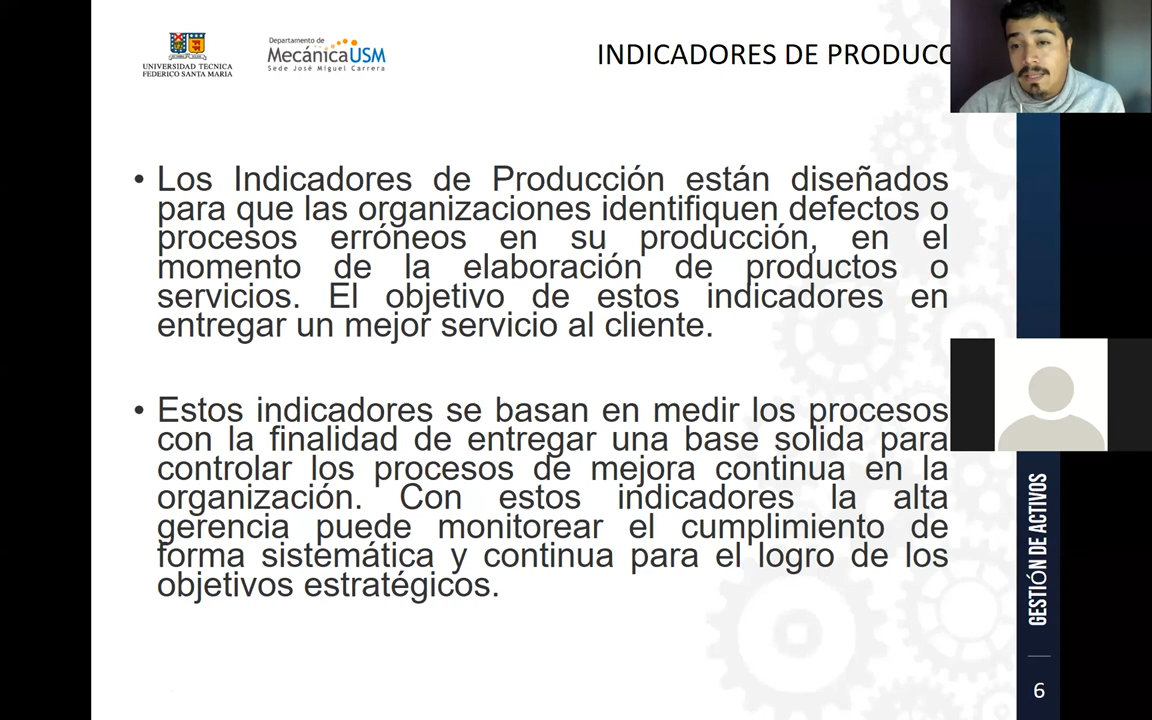 UNIVERSIDAD TECNICA
FEDERICO SANTA MARIA
Departamento de
MecánicaUSM
Sede José Miguel Carrera
INDICADORES DE PRODUCC
• Los Indicadores de Producción están diseñados
para que las organizaciones identifiquen defectos o
procesos erróneos en su producción, en el
momento de la elaboración de productos o
servicios. El objetivo de estos indicadores en
entregar un mejor servicio al cliente.
• Estos indicadores se basan en medir los procesos
con la finalidad de entregar una base solida para
controlar los procesos de mejora continua en la
organización. Con estos indicadores la alta
gerencia puede monitorear el cumplimiento de
forma sistemática y continua para el logro de los
objetivos estratégicos.
GESTIÓN DE ACTIVOS
6